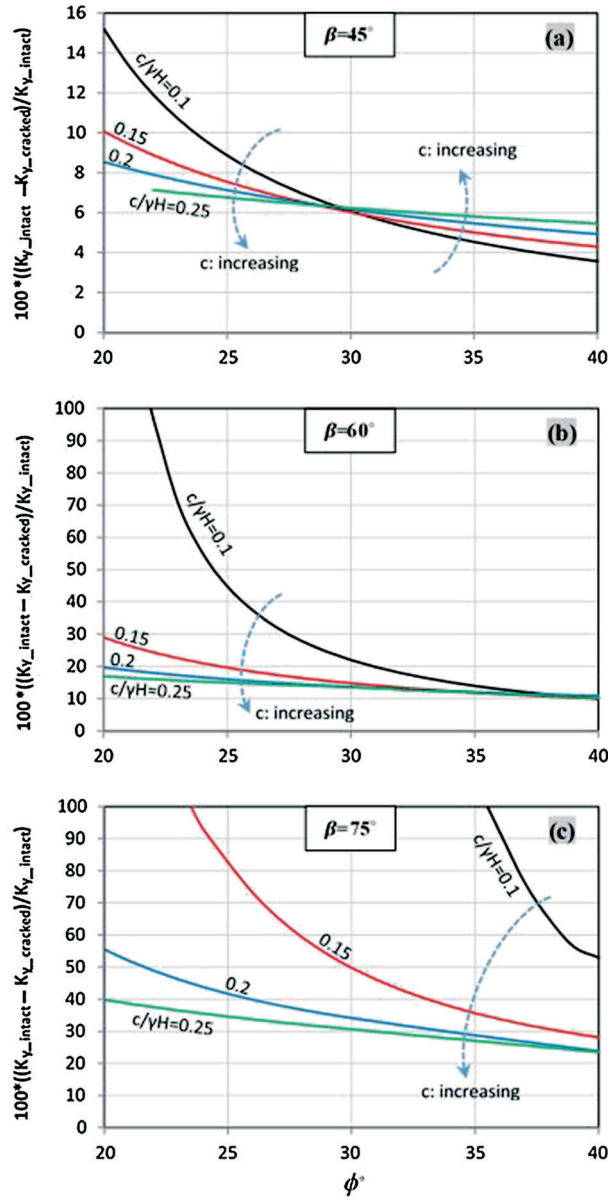 100*((Ky_intact −Ky_cracked)/Ky_intact)
16
14
12
10
8
6
4
2
0
β=45°
(a)
c/γH=0.1
0.15
0.2
c/γH=0.25
c: increasing
c: increasing
20
25
30
35
40
100*((Ky_intact − Ky_cracked)/Ky_intact)
100
90
80
70
60
50
40
30
20
10
0
β=60°
(b)
c/γH=0.1
0.15
0.2
c/γH=0.25
c: increasing
20
25
30
35
40
100*((Ky_intact − Ky_cracked)/Ky_intact)
100
90
80
70
60
50
40
30
20
10
0
β=75°
(c)
c/γH=0.1
0.15
0.2
c/γH=0.25
c: increasing
20
25
30
35
40
ϕ°